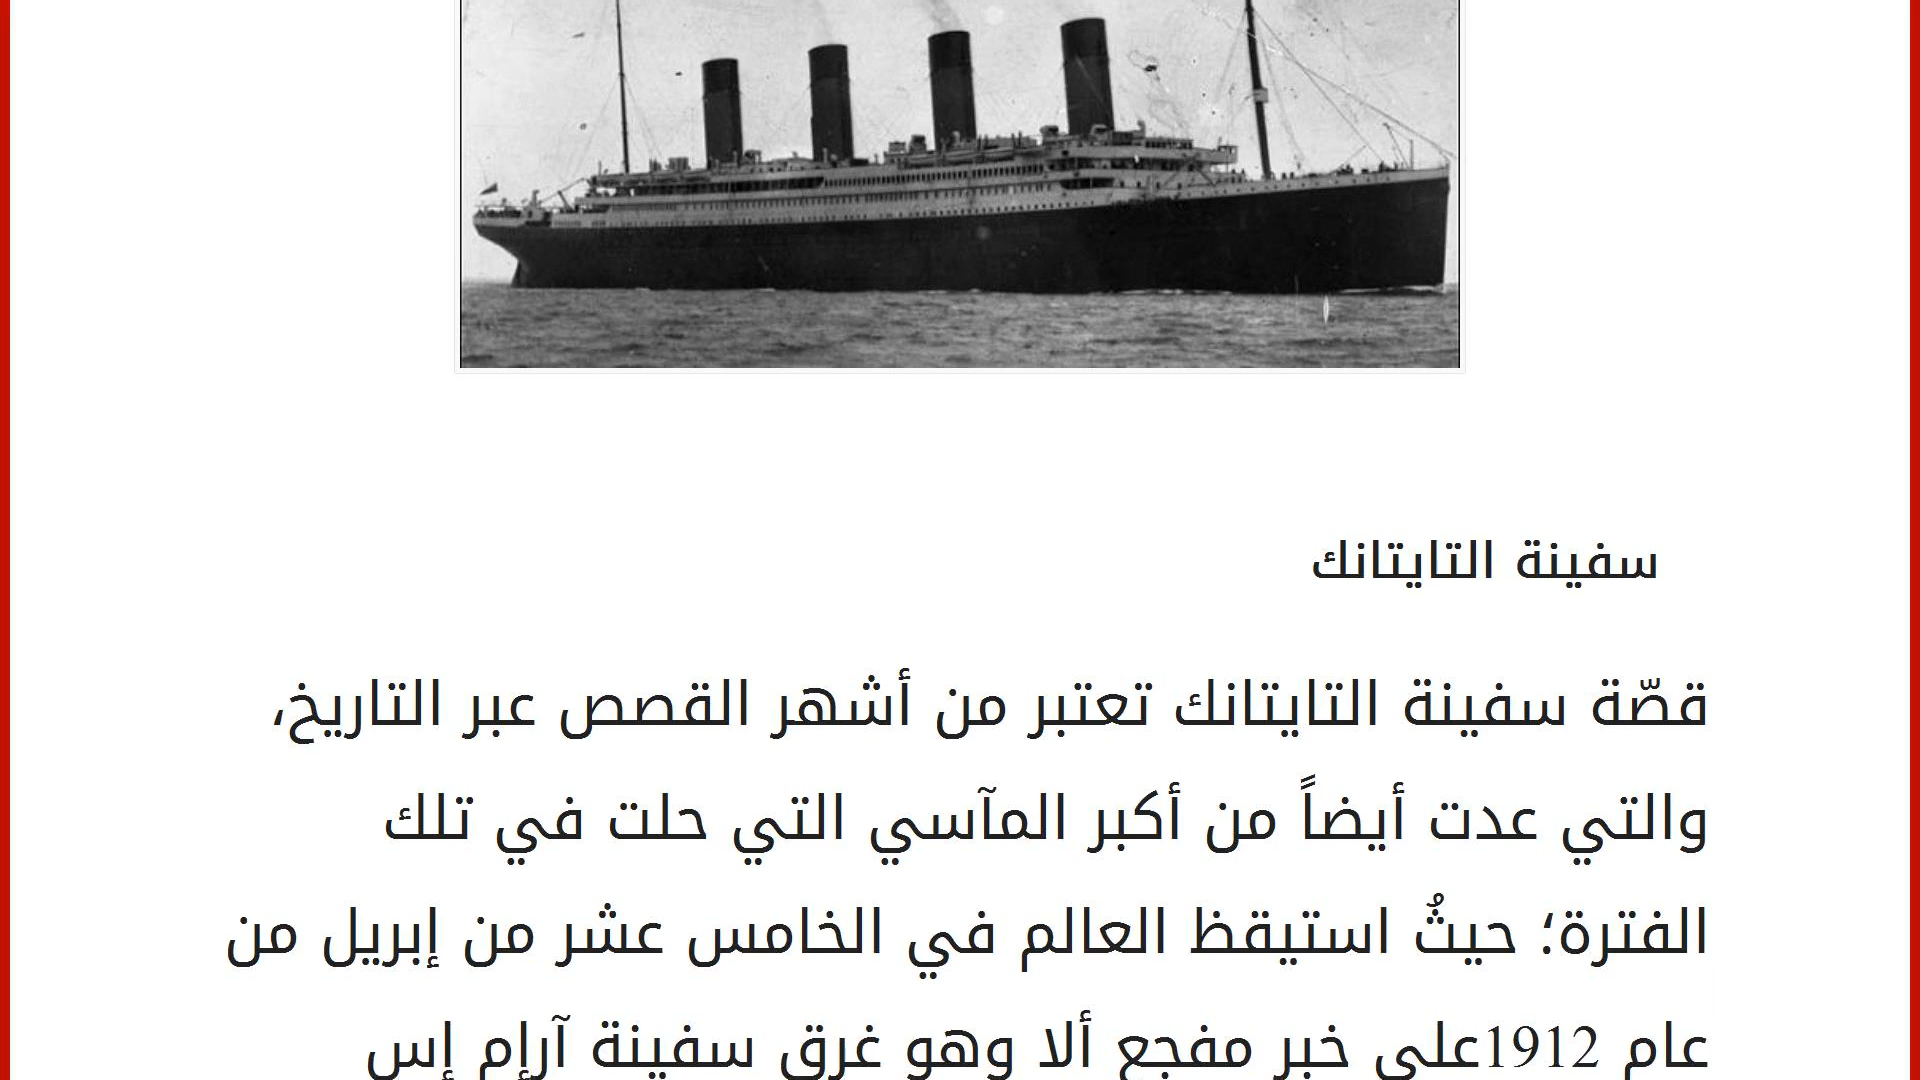 سفينة التايتانك
قصّة سفينة التايتانك تعتبر من أشهر القصص عبر التاريخ،
والتي عدت أيضاً من أكبر المآسي التي حلت في تلك
الفترة؛ حيثُ استيقظ العالم في الخامس عشر من إبريل من
عام 1912على خبر مفجع ألا وهو غرق سفينة آرإم إس